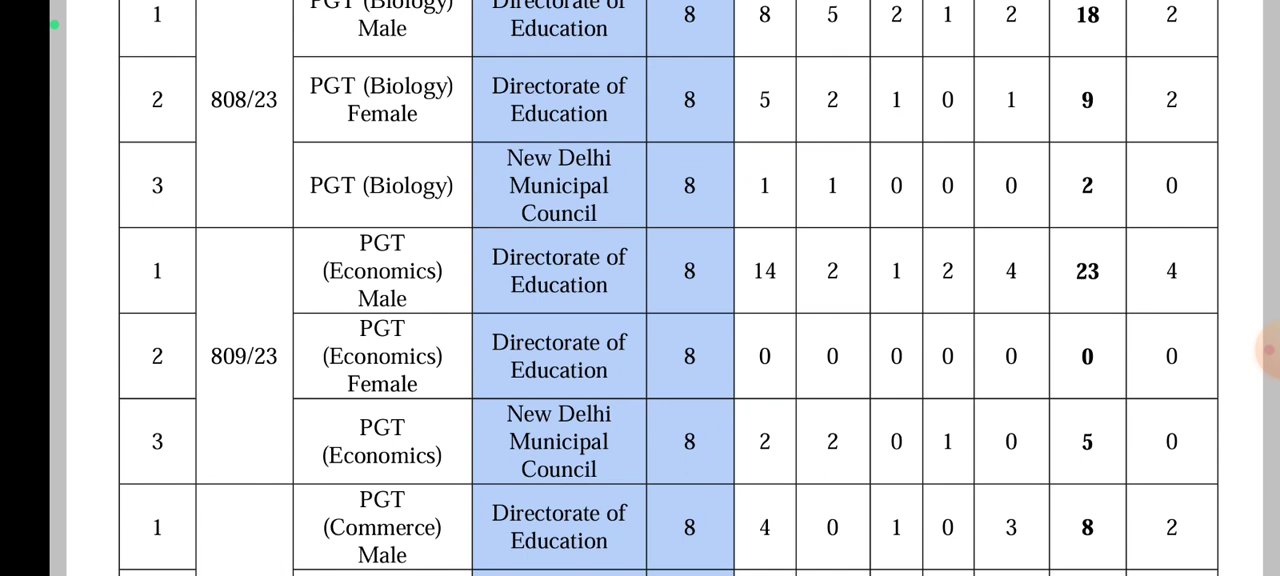 1 PGT (Biology) Male Directorate of Education 8 8 5 2 1 2 18 2
808/23
2 PGT (Biology) Female Directorate of Education 8 5 2 1 0 1 9 2
3 PGT (Biology) New Delhi Municipal Council 8 1 1 0 0 0 2 0
1 PGT (Economics) Male Directorate of Education 8 14 2 1 2 4 23 4
809/23
2 PGT (Economics) Female Directorate of Education 8 0 0 0 0 0 0 0
3 PGT (Economics) New Delhi Municipal Council 8 2 2 0 1 0 5 0
1 PGT (Commerce) Male Directorate of Education 8 4 0 1 0 3 8 2